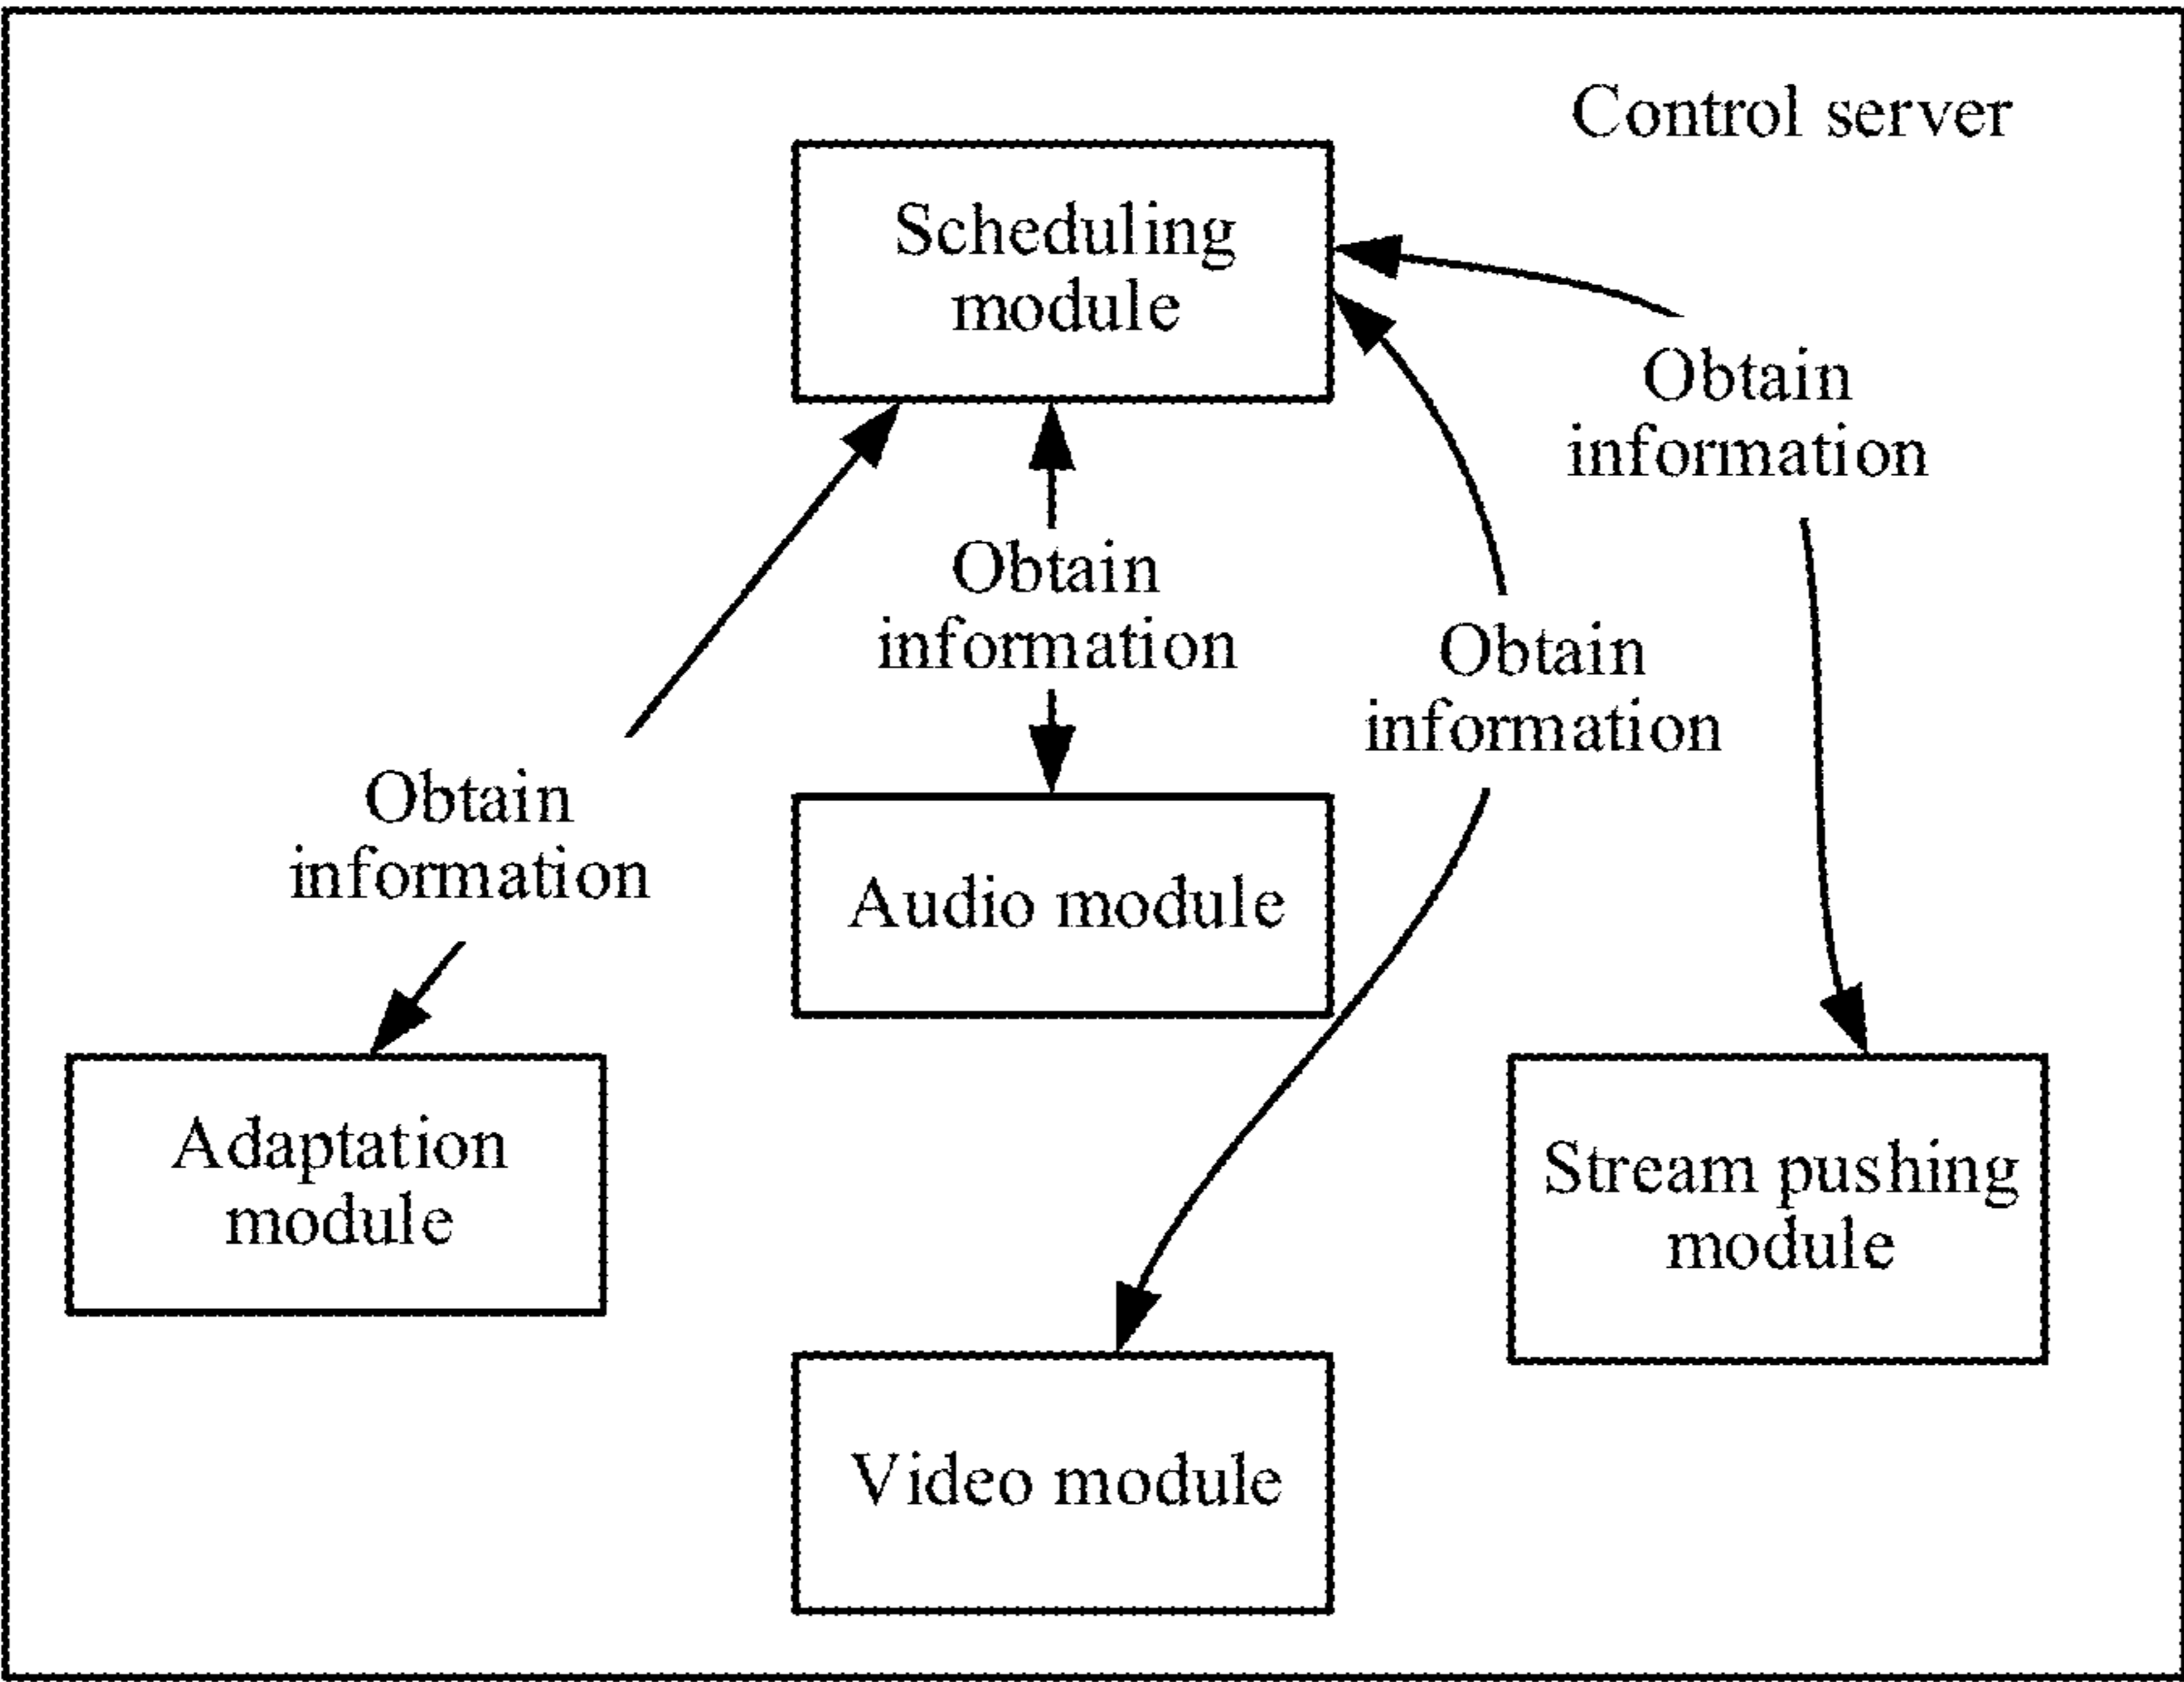 Control server
Scheduling
module
Obtain
information
Obtain
information
Obtain
information
Obtain
information
Audio module
Adaptation
module
Stream pushing
module
Video module